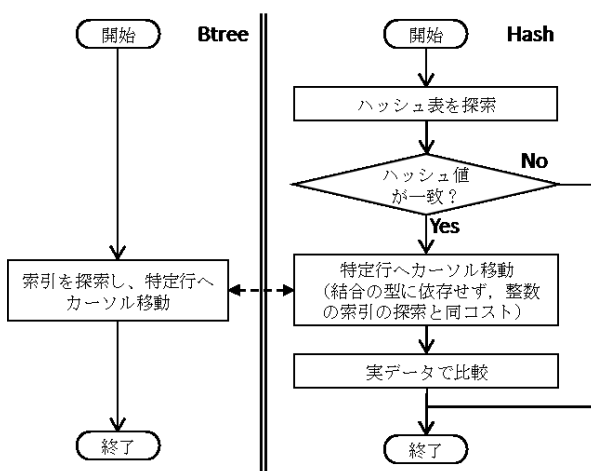 開始
Btree
索引を探索し、特定行へ
カーソル移動
終了
開始
Hash
ハッシュ表を探索
ハッシュ値
が一致？
No
Yes
特定行へカーソル移動
(結合の型に依存せず，整数
の索引の探索と同コスト)
実データで比較
終了